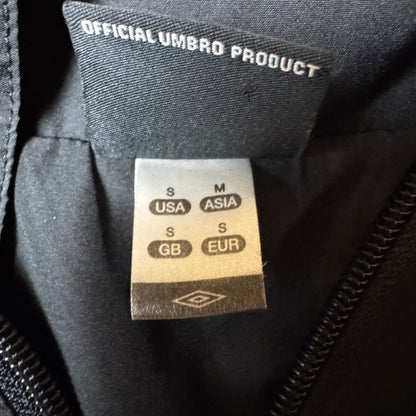 OFFICIAL UMBRO PRODUCT
S M
USA ASIA
S S
GB EUR